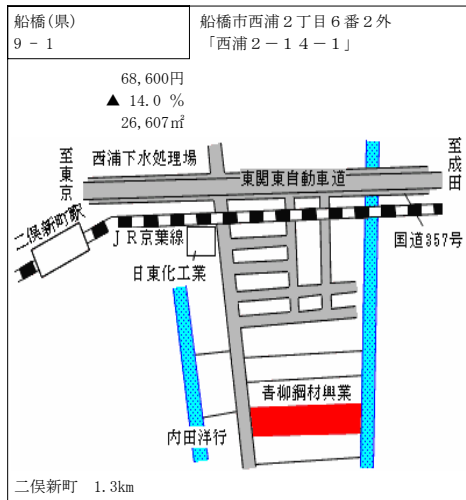 船橋(県)
9－1
船橋市西浦２丁目６番２外
「西浦２－１４－１」
68,600円
▲ 14.0 %
26,607㎡
至東京
西浦下水処理場
東関東自動車道
至成田
二俣新町駅
ＪＲ京葉線
国道357号
日東化工業
青柳鋼材興業
内田洋行
二俣新町　1.3km